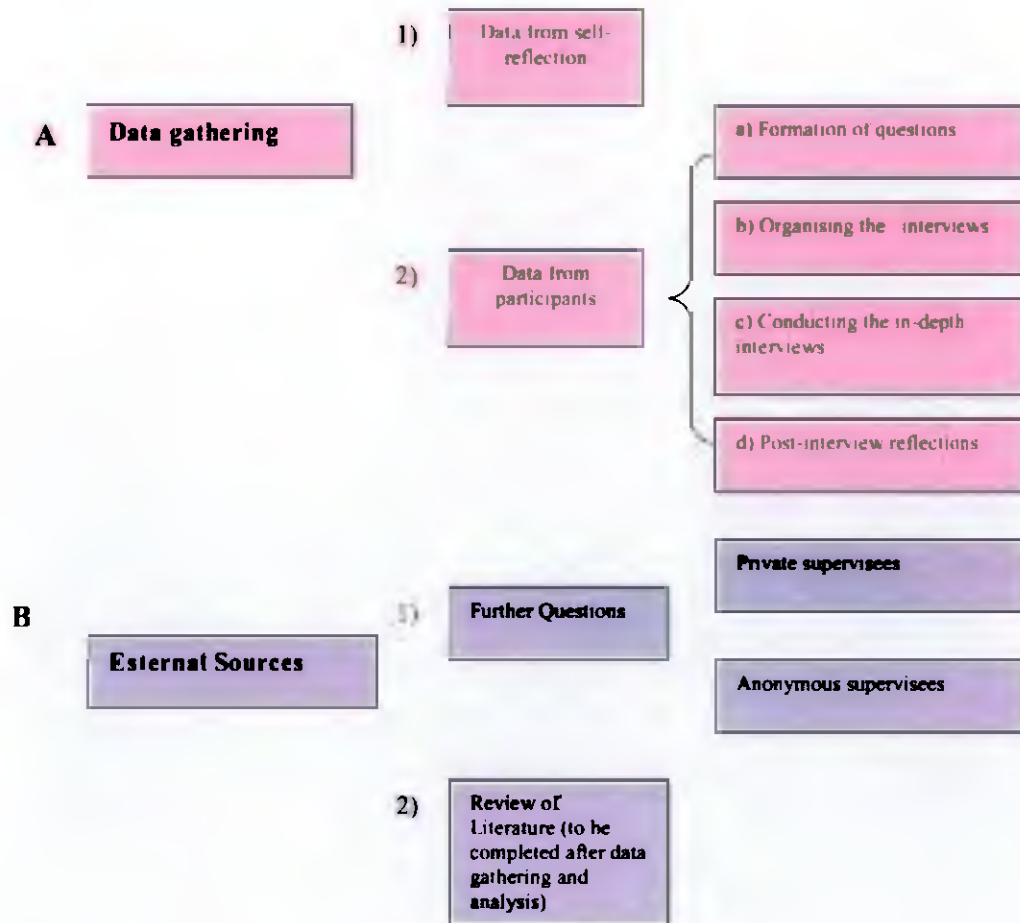 1)
Data from self-
reflection
A
Data gathering
2)
Data from
participants
a) Formation of questions
b) Organising the interviews
c) Conducting the in-depth
interviews
d) Post-interview reflections
B
Esternal Sources
1)
Further Questions
Private supervisees
Anonymous supervisees
2)
Review of
Literature (to be
completed after data
gathering and
analysis)